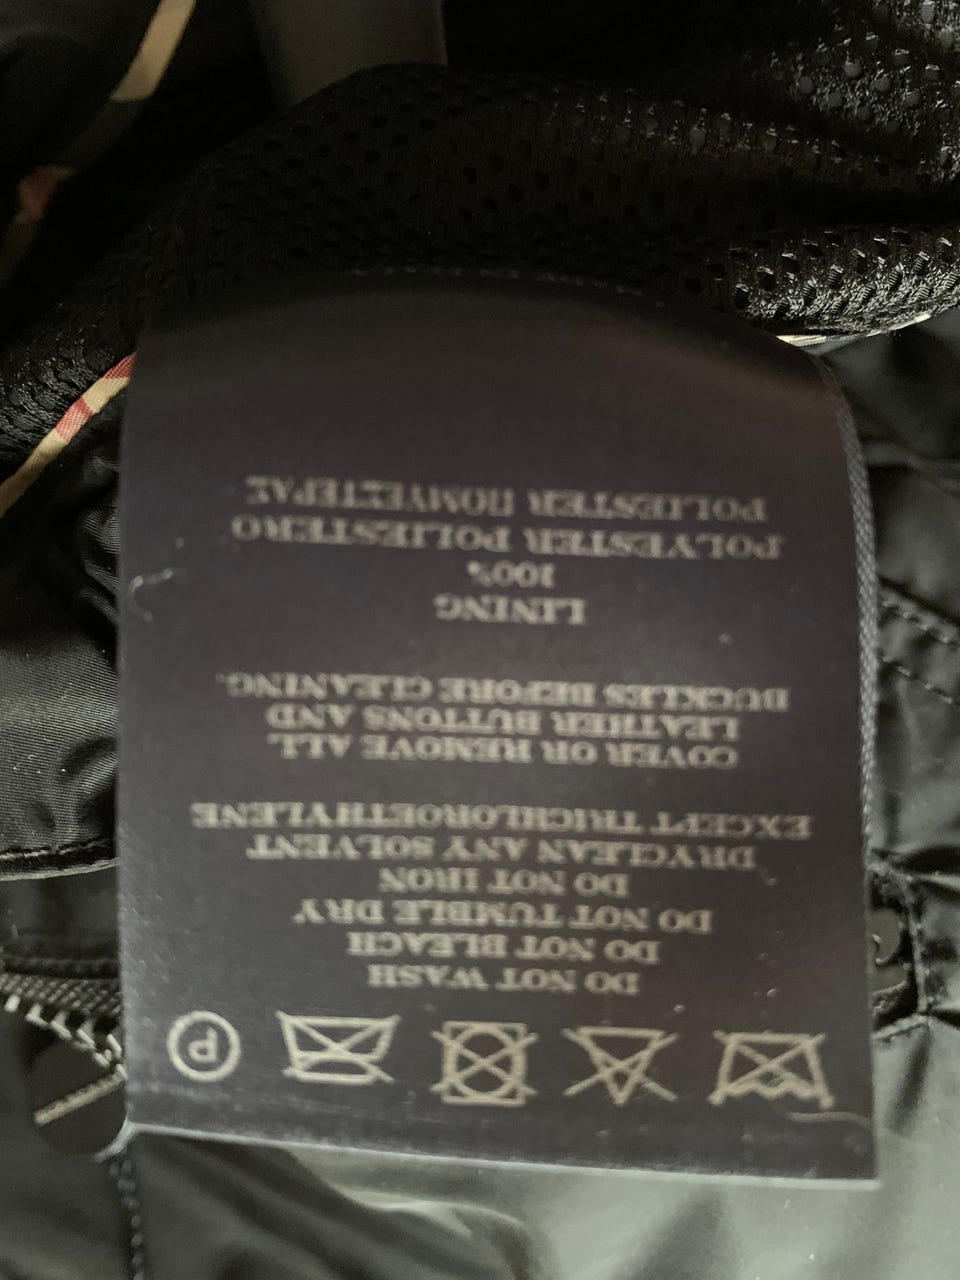 P
DO NOT WASH
DO NOT BLEACH
DO NOT TUMBLE DRY
DO NOT IRON
DRYCLEAN ANY SOLVENT
EXCEPT TRICHLOROETHYLENE
COVER OR REMOVE ALL
LEATHER BUTTONS AND
BUCKLES BEFORE CLEANING.
LINING
100%
POLYESTER POLIESTERO
POLIESTER ΠΟΛΥΕΣΤΕΡΑΣ